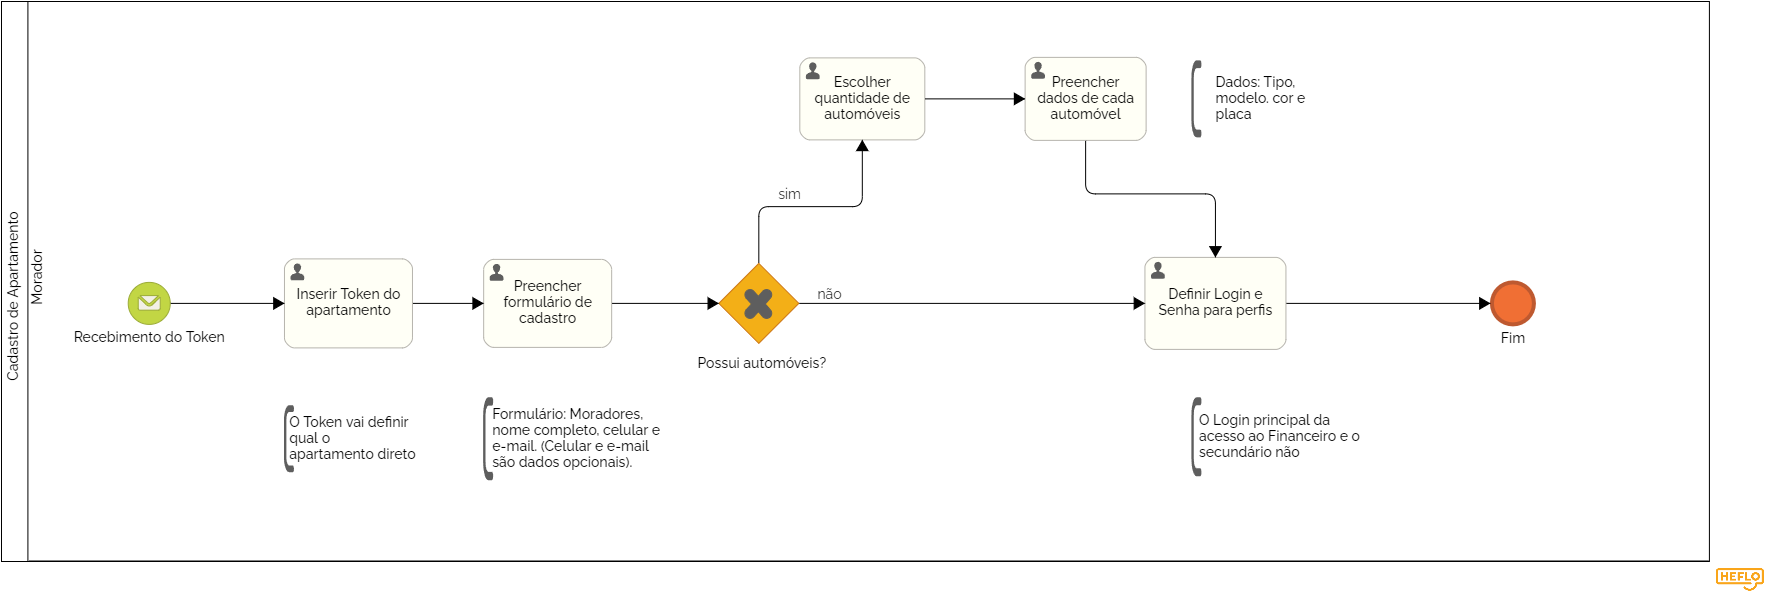 Cadastro de Apartamento
Morador
Recebimento do Token
Inserir Token do
apartamento
Preencher
formulário de
cadastro
Possui automóveis?
sim
não
Escolher
quantidade de
automóveis
Preencher
dados de cada
automóvel
Dados: Tipo,
modelo. cor e
placa
Definir Login e
Senha para perfis
Fim
O Token vai definir
qual o
apartamento direto
Formulário: Moradores,
nome completo, celular e
e-mail. (Celular e e-mail
são dados opcionais).
O Login principal da
acesso ao Financeiro e o
secundário não
HEFLO